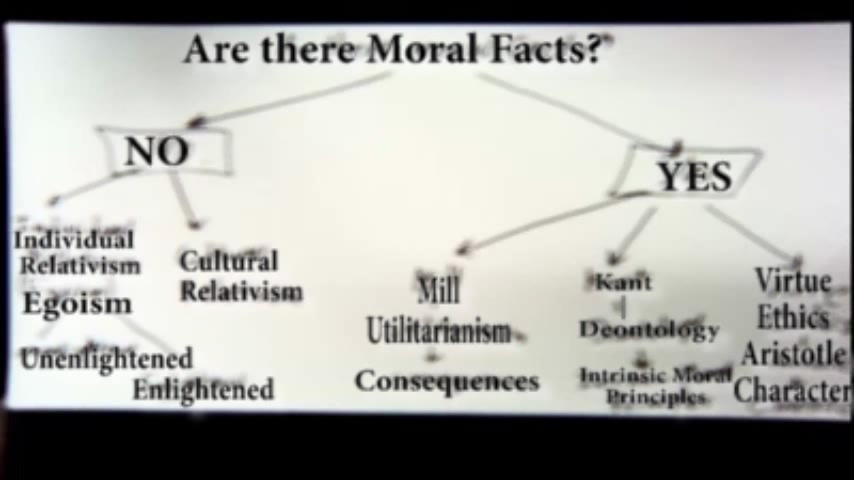 Are there Moral Facts?
NO
YES
Individual
Relativism
Egoism
Unenlightened
Enlightened
Cultural
Relativism
Mill
Utilitarianism
Consequences
Kant
Deontology
Intrinsic Moral
Principles
Virtue
Ethics
Aristotle
Character